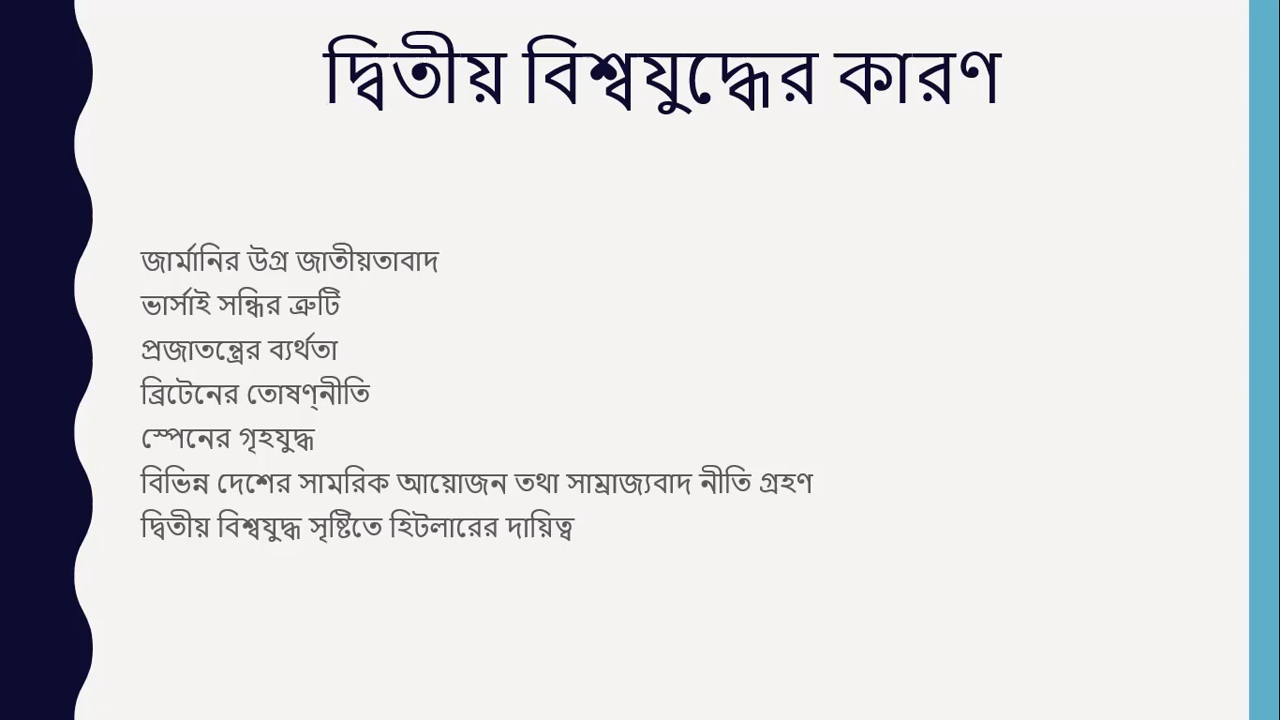 দ্বিতীয় বিশ্বযুদ্ধের কারণ
জার্মানির উগ্র জাতীয়তাবাদ
ভার্সাই সন্ধির ত্রুটি
প্রজাতন্ত্রের ব্যর্থতা
ব্রিটেনের তোষণ্নীতি
স্পেনের গৃহযুদ্ধ
বিভিন্ন দেশের সামরিক আয়োজন তথা সাম্রাজ্যবাদ নীতি গ্রহণ
দ্বিতীয় বিশ্বযুদ্ধ সৃষ্টিতে হিটলারের দায়িত্ব